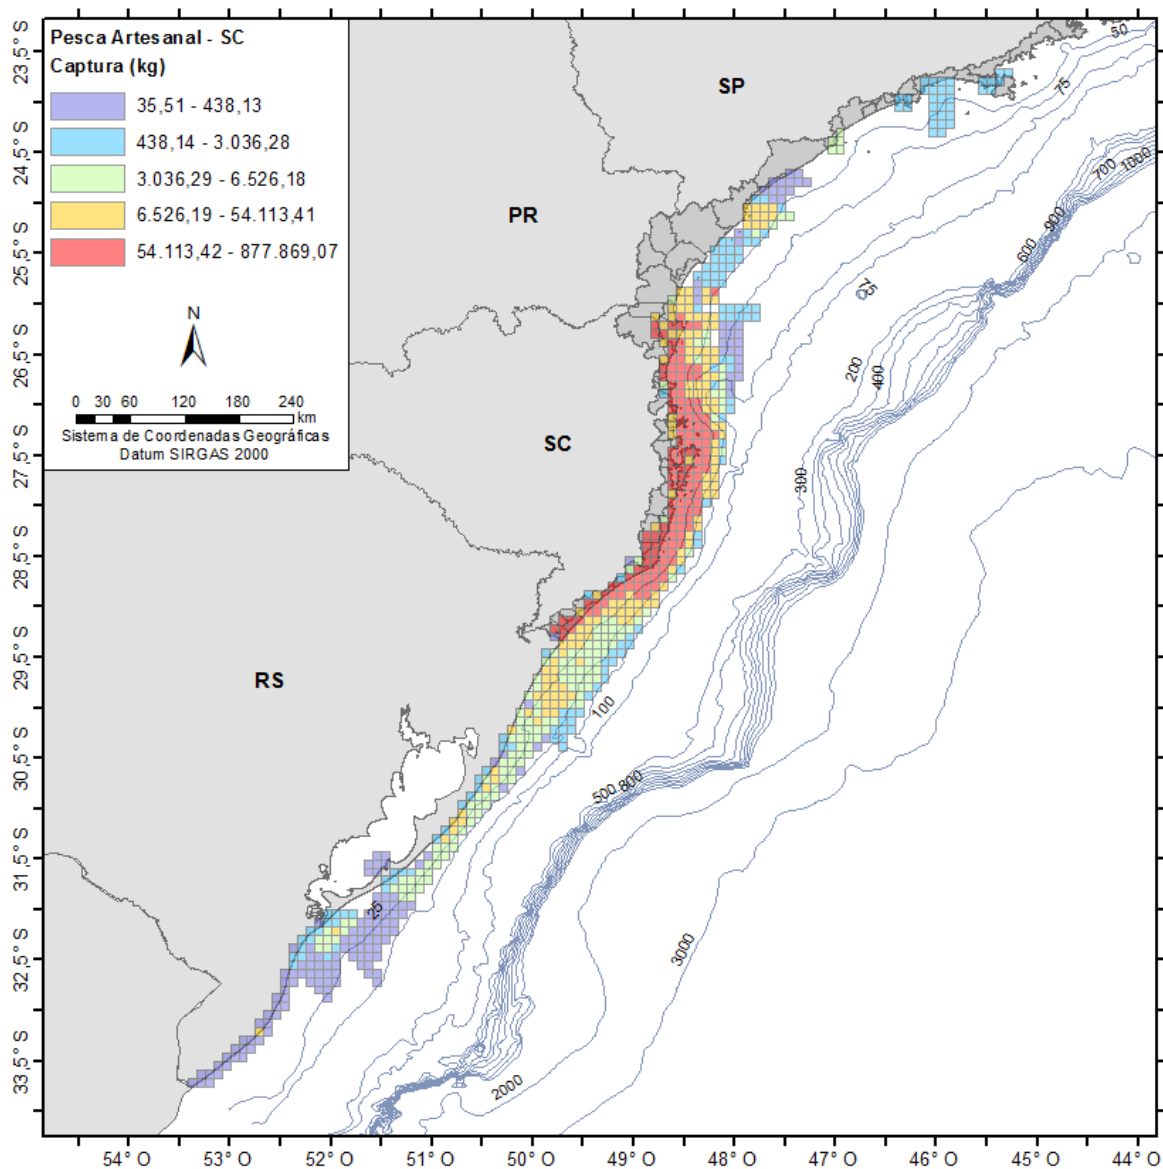 Pesca Artesanal - SC
Captura (kg)
35,51 - 438,13
438,14 - 3.036,28
3.036,29 - 6.526,18
6.526,19 - 54.113,41
54.113,42 - 877.869,07
N
0 30 60 120 180 240
km
Sistema de Coordenadas Geográficas
Datum SIRGAS 2000
SP
PR
SC
RS
50
75
700
1000
900
600
75
200
400
300
100
500
800
25
3000
2000
23,5° S
24,5° S
25,5° S
26,5° S
27,5° S
28,5° S
29,5° S
30,5° S
31,5° S
32,5° S
33,5° S
54° O
53° O
52° O
51° O
50° O
49° O
48° O
47° O
46° O
45° O
44° O